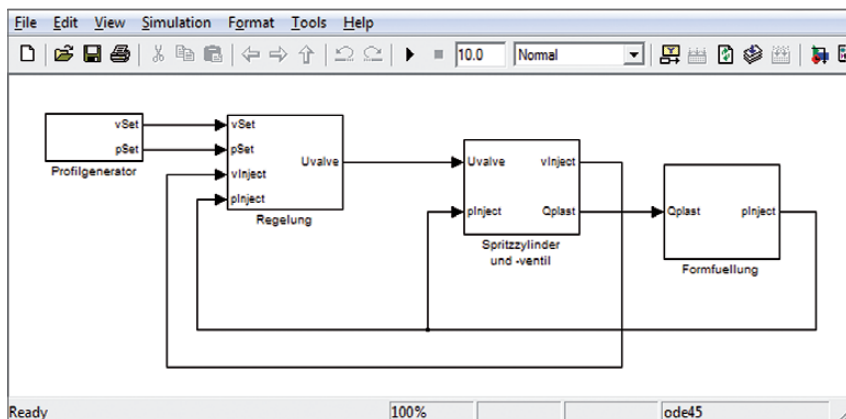 File Edit View Simulation Format Tools Help
10.0 Normal
vSet
pSet
Profilgenerator
vSet
pSet
vInject
pInject
Uvalve
Regelung
Uvalve
pInject
vInject
Qplast
Spritzzylinder
und -ventil
Qplast
pInject
Formfuellung
Ready 100% ode45